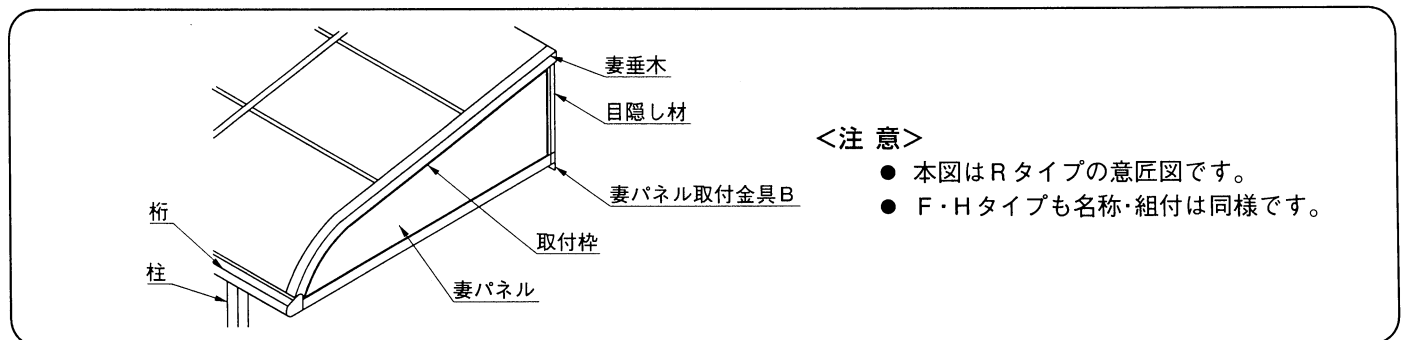 妻垂木
目隠し材
妻パネル取付金具B
取付枠
妻パネル
桁
柱
＜注 意＞
● 本図はRタイプの意匠図です。
● F・Hタイプも名称・組付は同様です。